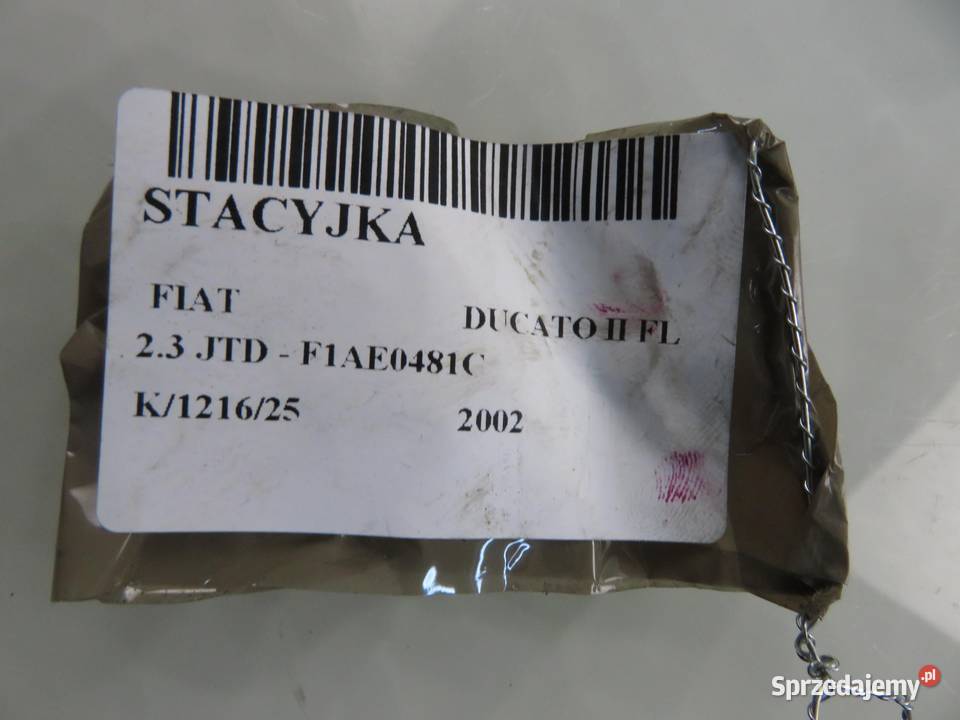 STACYJKA
FIAT
DUCATO II FL
2.3 JTD - F1AE0481C
K/1216/25
2002
Sprzedajemy.pl